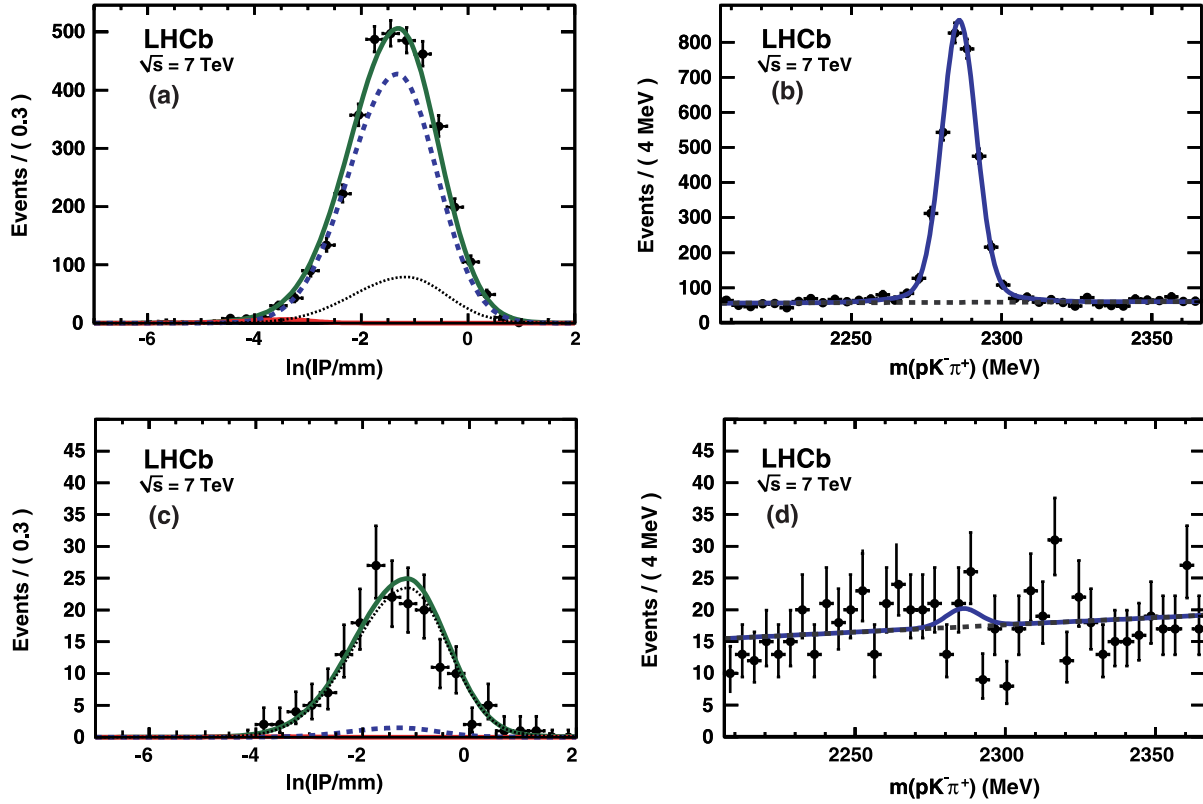 LHCb
√s = 7 TeV
(a)
Events / ( 0.3 )
500
400
300
200
100
0
-6
-4
-2
0
2
ln(IP/mm)
LHCb
√s = 7 TeV
(b)
Events / ( 4 MeV )
800
700
600
500
400
300
200
100
0
2250
2300
2350
m(pK⁻π⁺) (MeV)
LHCb
√s = 7 TeV
(c)
Events / ( 0.3 )
45
40
35
30
25
20
15
10
5
0
-6
-4
-2
0
2
ln(IP/mm)
LHCb
√s = 7 TeV
(d)
Events / ( 4 MeV )
45
40
35
30
25
20
15
10
5
0
2250
2300
2350
m(pK⁻π⁺) (MeV)